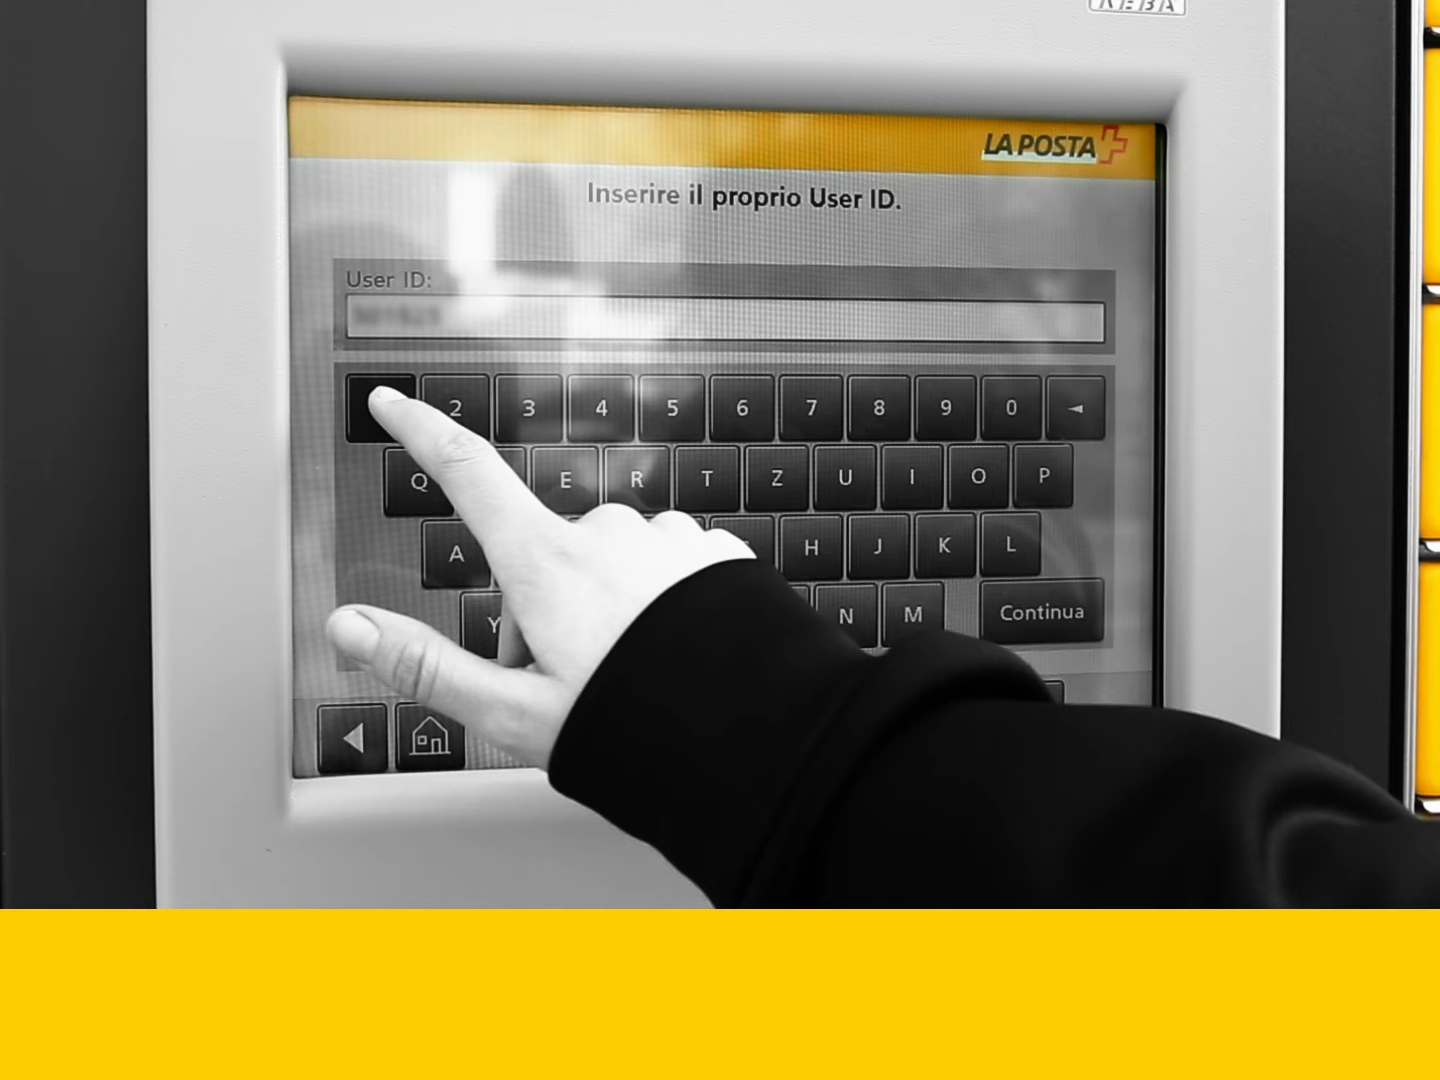 KEBA
LA POSTA
Inserire il proprio User ID.
User ID:
2 3 4 5 6 7 8 9 0 ◄
Q E R T Z U I O P
A H J K L
Y N M Continua